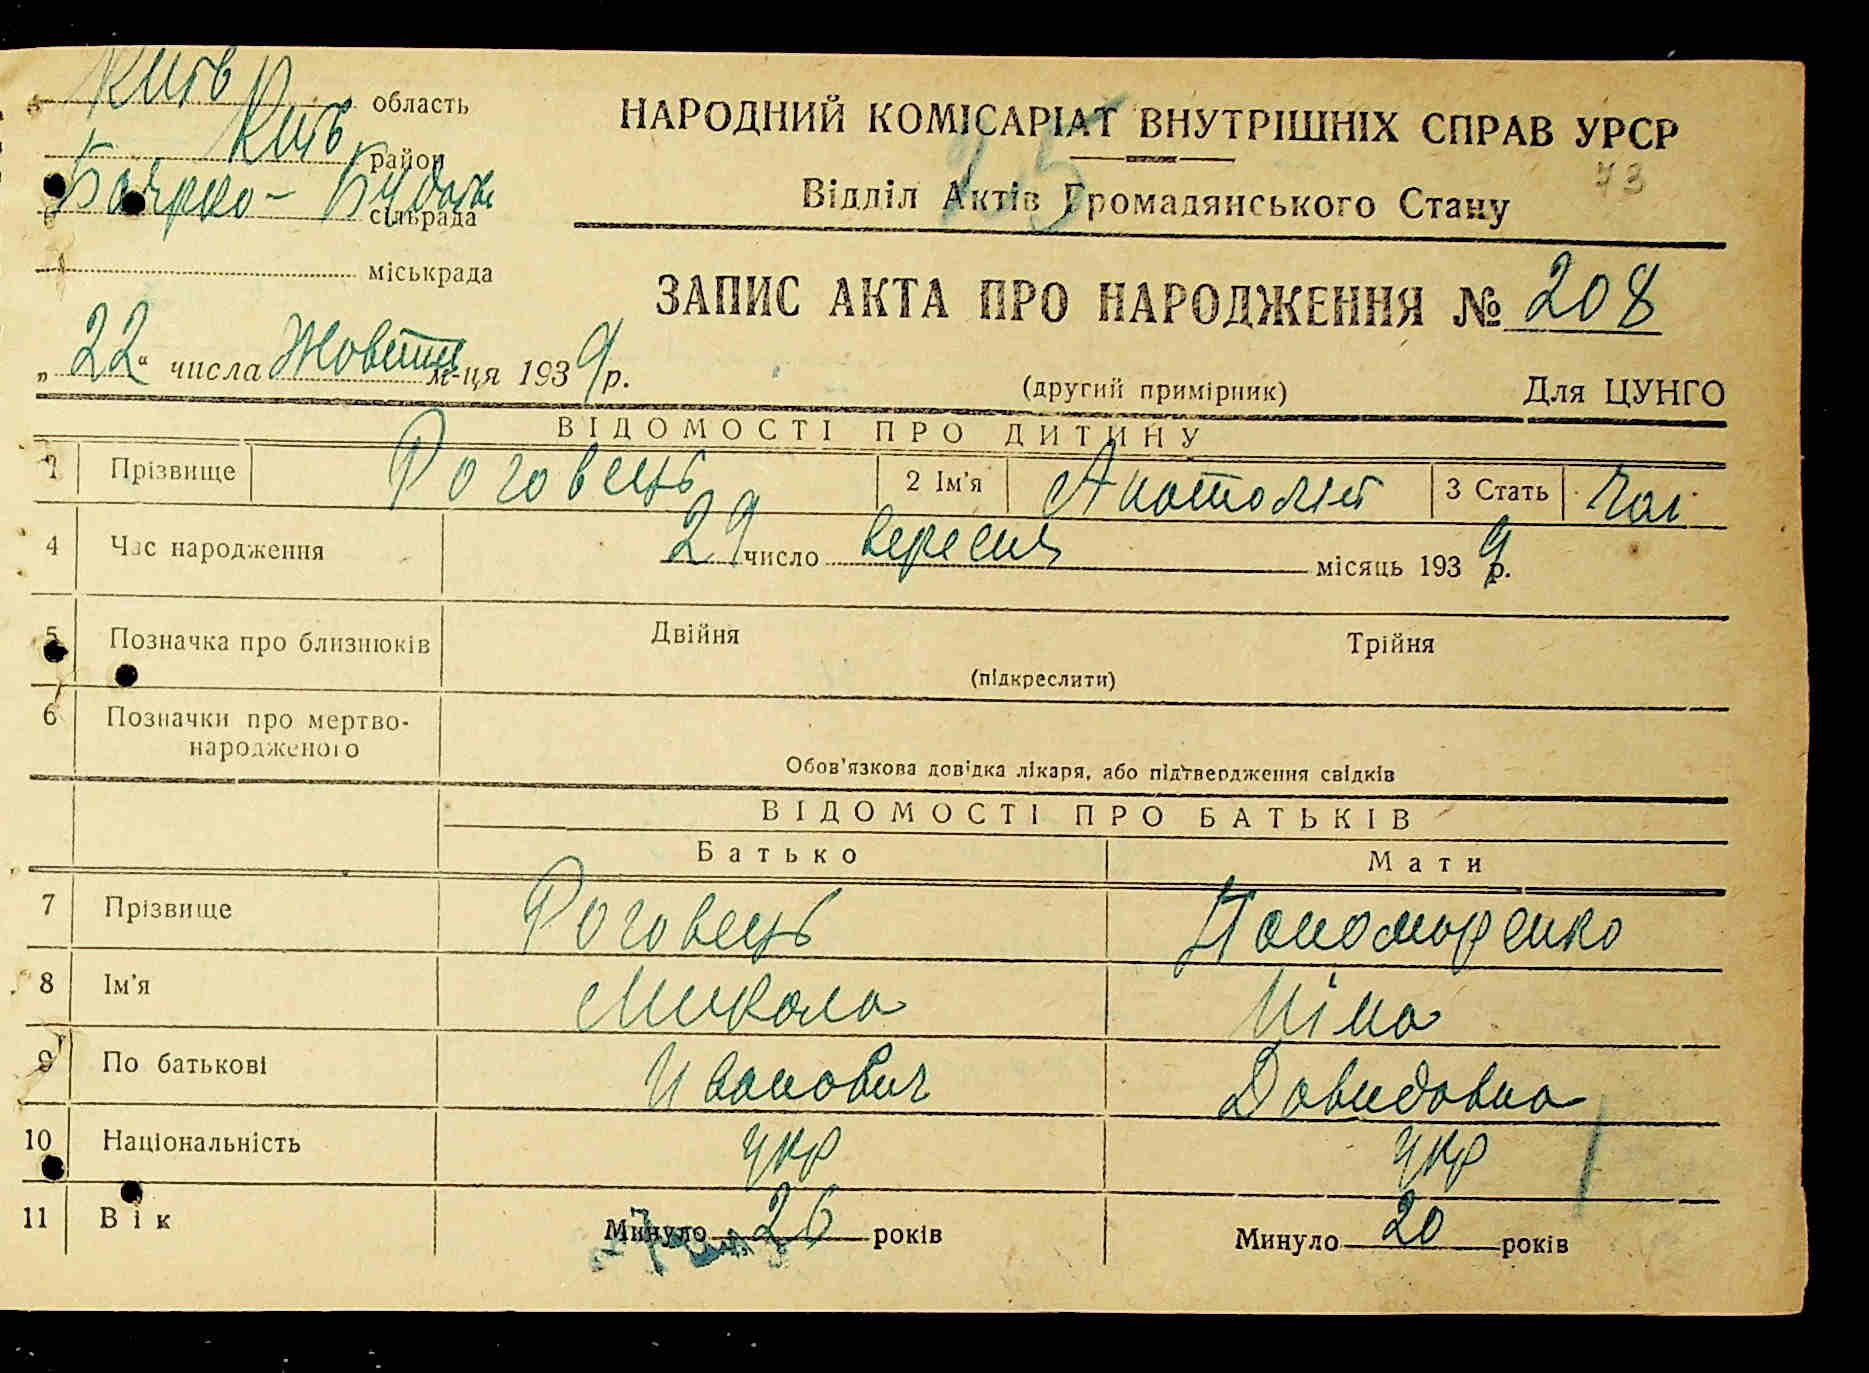 Київ область
Київ район
Боярко-Будаїв сільрада
міськрада
НАРОДНИЙ КОМІСАРІАТ ВНУТРІШНІХ СПРАВ УРСР
25
73
Відділ Актів Громадянського Стану
ЗАПИС АКТА ПРО НАРОДЖЕННЯ № 208
„22“ числа Жовтня м-ця 1939 р.
(другий примірник) Для ЦУНГО
ВІДОМОСТІ ПРО ДИТИНУ
1 Прізвище Роговець 2 Ім'я Анатолій 3 Стать Чол
4 Час народження 29 число вересня місяць 1939 р.
5 Позначка про близнюків Двійня Трійня
(підкреслити)
6 Позначки про мертво-
народженого
Обов'язкова довідка лікаря, або підтвердження свідків
ВІДОМОСТІ ПРО БАТЬКІВ
Батько Мати
7 Прізвище Роговець Пономаренко
8 Ім'я Микола Ніна
9 По батькові Иванович Давидовна
10 Національність укр укр
11 Вік Минуло 26 років Минуло 20 років